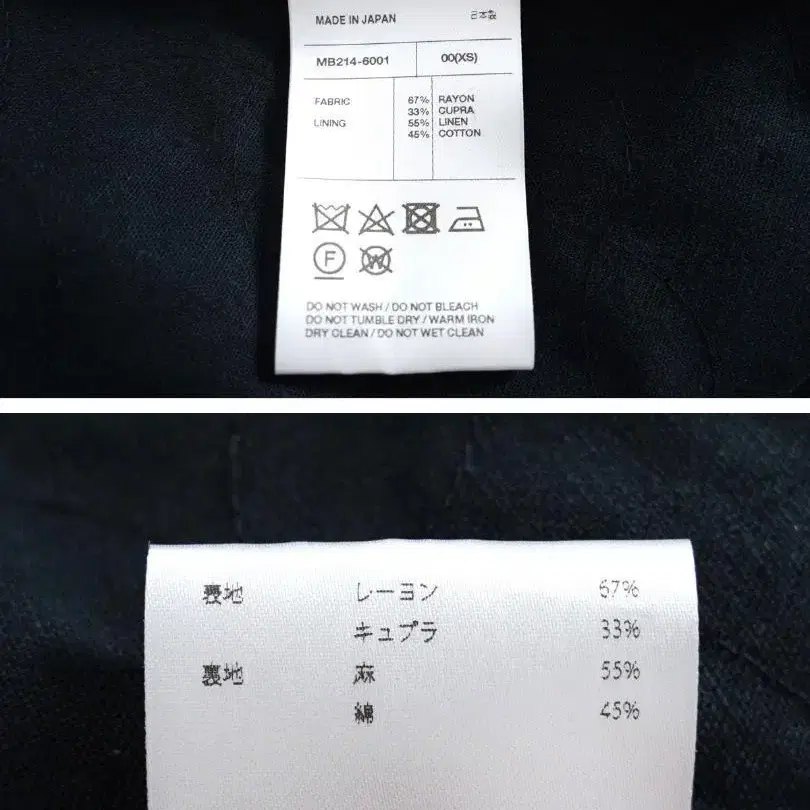 MADE IN JAPAN 日本製
MB214-6001 00(XS)
FABRIC 67% RAYON
33% CUPRA
LINING 55% LINEN
45% COTTON
F W
DO NOT WASH / DO NOT BLEACH
DO NOT TUMBLE DRY / WARM IRON
DRY CLEAN / DO NOT WET CLEAN
表地 レーヨン 67%
キュプラ 33%
裏地 麻 55%
綿 45%